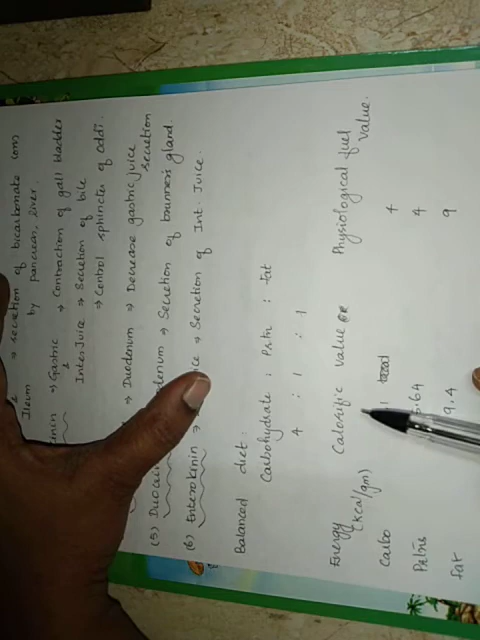 Ileum → secretion of bicarbonate ions
by pancreas, liver.
→ Gastric → Contraction of gall bladder
&
Inter Juice → Secretion of bile
→ Control sphincter of Oddi.
→ Duodenum → Decrease gastric juice
secretion
(5)
→ Secretion of brunner's gland.
(6) Enterokinin → → Secretion of Int. Juice.
Balanced diet:
Carbohydrate : Prtn : fat
4 : 1 : 1
Energy Calorific value OR Physiological fuel
(kcal/gm) value.
Carbo 4
Prtns 5.64 4
fat 9.4 9